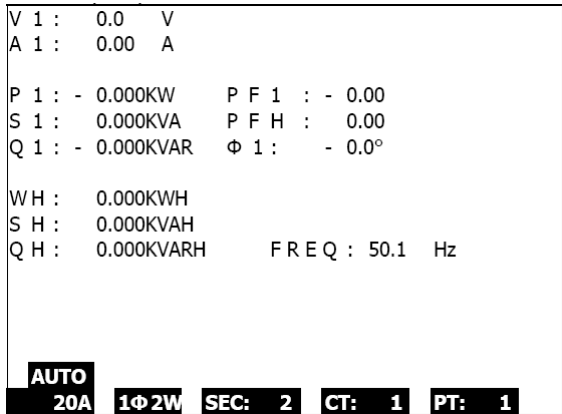 V 1 : 0.0 V
A 1 : 0.00 A
P 1 : - 0.000KW P F 1 : - 0.00
S 1 : 0.000KVA P F H : 0.00
Q 1 : - 0.000KVAR Φ 1 : - 0.0°
W H : 0.000KWH
S H : 0.000KVAH
Q H : 0.000KVARH F R E Q : 50.1 Hz
AUTO
20A 1Φ2W SEC: 2 CT: 1 PT: 1